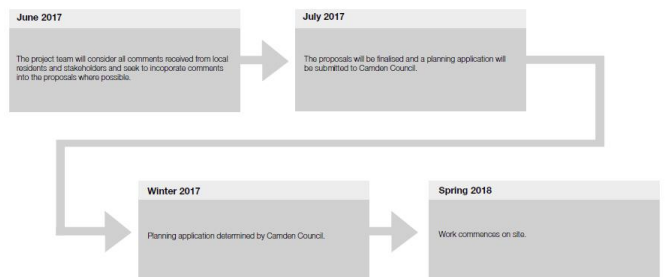 June 2017
The project team will consider all comments received from local
residents and stakeholders and seek to incoporate comments
into the proposals where possible.
July 2017
The proposals will be finalised and a planning application will
be submitted to Camden Council.
Winter 2017
Planning application determined by Camden Council.
Spring 2018
Work commences on site.